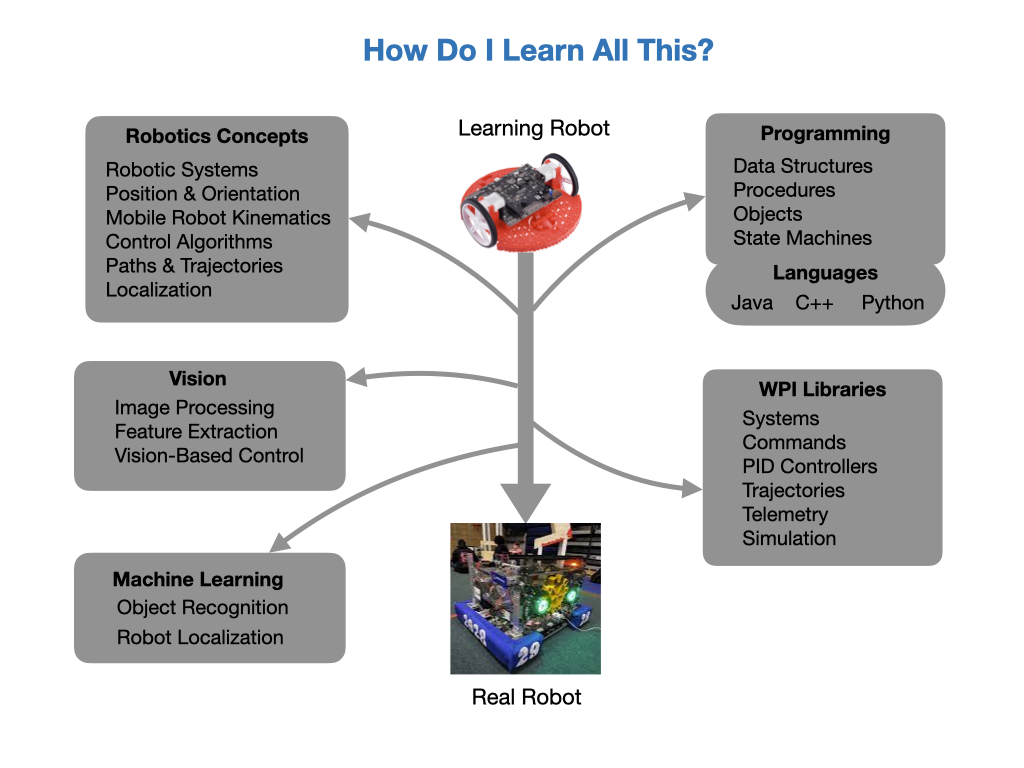 How Do I Learn All This?
Robotics Concepts
Robotic Systems
Position & Orientation
Mobile Robot Kinematics
Control Algorithms
Paths & Trajectories
Localization
Learning Robot
Programming
Data Structures
Procedures
Objects
State Machines
Languages
Java C++ Python
Vision
Image Processing
Feature Extraction
Vision-Based Control
WPI Libraries
Systems
Commands
PID Controllers
Trajectories
Telemetry
Simulation
Machine Learning
Object Recognition
Robot Localization
29
Real Robot